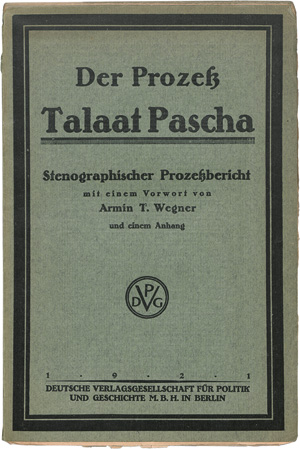 Der Prozeß
Talaat Pascha
Stenographischer Prozeßbericht
mit einem Vorwort von
Armin T. Wegner
und einem Anhang
DVPG
1 · 9 · 2 · 1
DEUTSCHE VERLAGSGESELLSCHAFT FÜR POLITIK
UND GESCHICHTE M. B. H. IN BERLIN